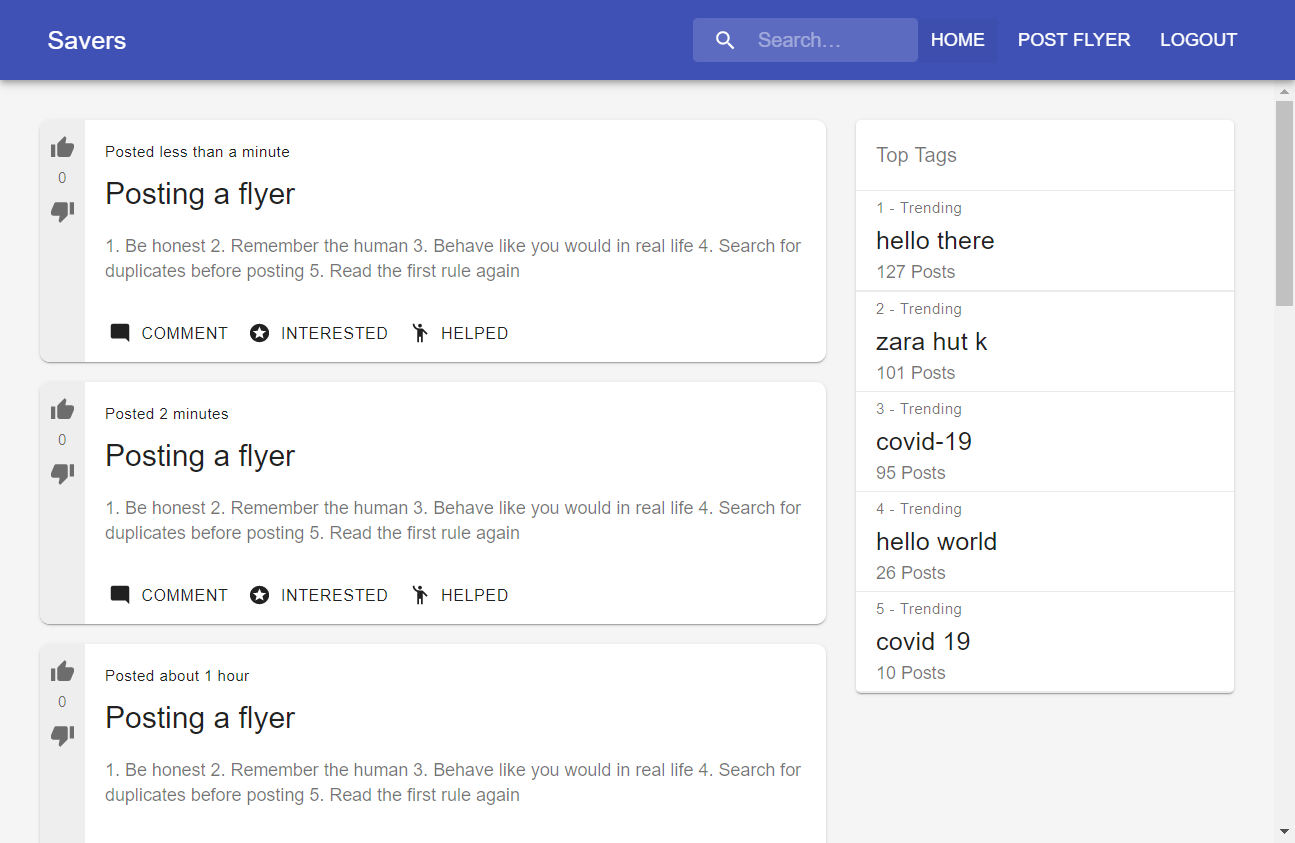 Savers
Search…
HOME
POST FLYER
LOGOUT
Posted less than a minute
Posting a flyer
0
1. Be honest 2. Remember the human 3. Behave like you would in real life 4. Search for
duplicates before posting 5. Read the first rule again
COMMENT
INTERESTED
HELPED
Posted 2 minutes
Posting a flyer
0
1. Be honest 2. Remember the human 3. Behave like you would in real life 4. Search for
duplicates before posting 5. Read the first rule again
COMMENT
INTERESTED
HELPED
Posted about 1 hour
Posting a flyer
0
1. Be honest 2. Remember the human 3. Behave like you would in real life 4. Search for
duplicates before posting 5. Read the first rule again
Top Tags
1 - Trending
hello there
127 Posts
2 - Trending
zara hut k
101 Posts
3 - Trending
covid-19
95 Posts
4 - Trending
hello world
26 Posts
5 - Trending
covid 19
10 Posts